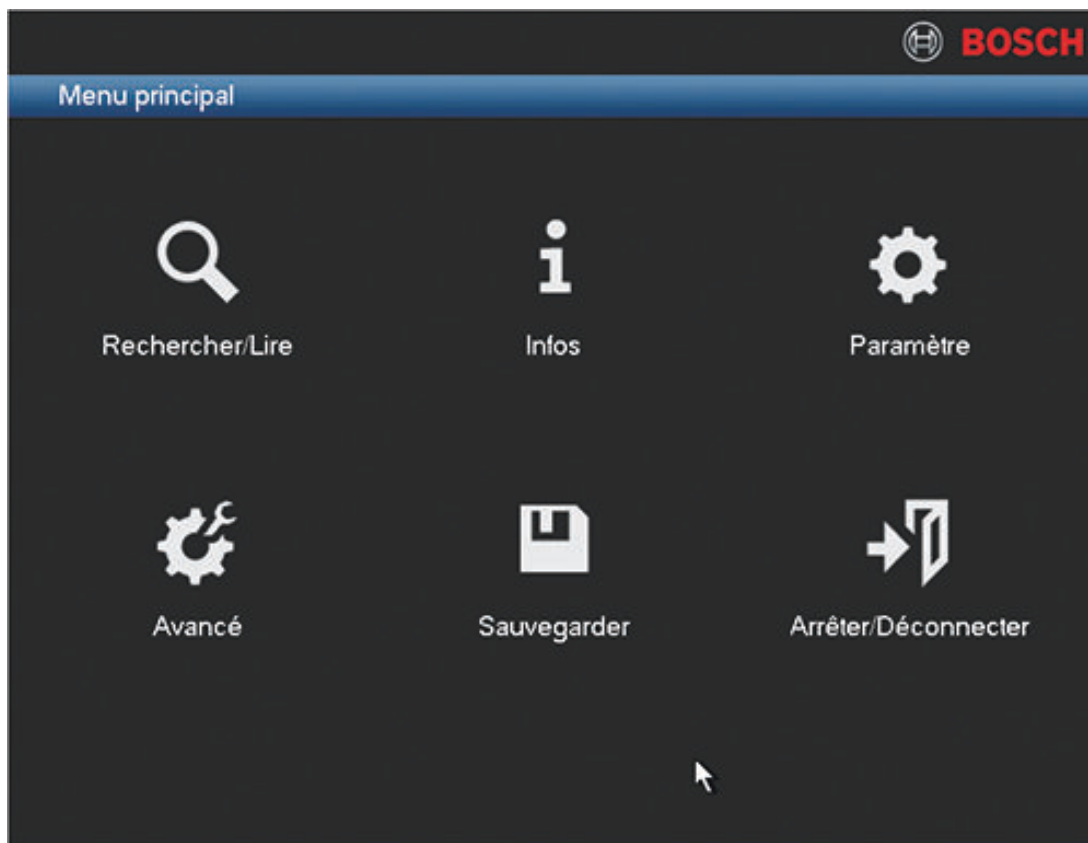 BOSCH
Menu principal
Rechercher/Lire
Infos
Paramètre
Avancé
Sauvegarder
Arrêter/Déconnecter